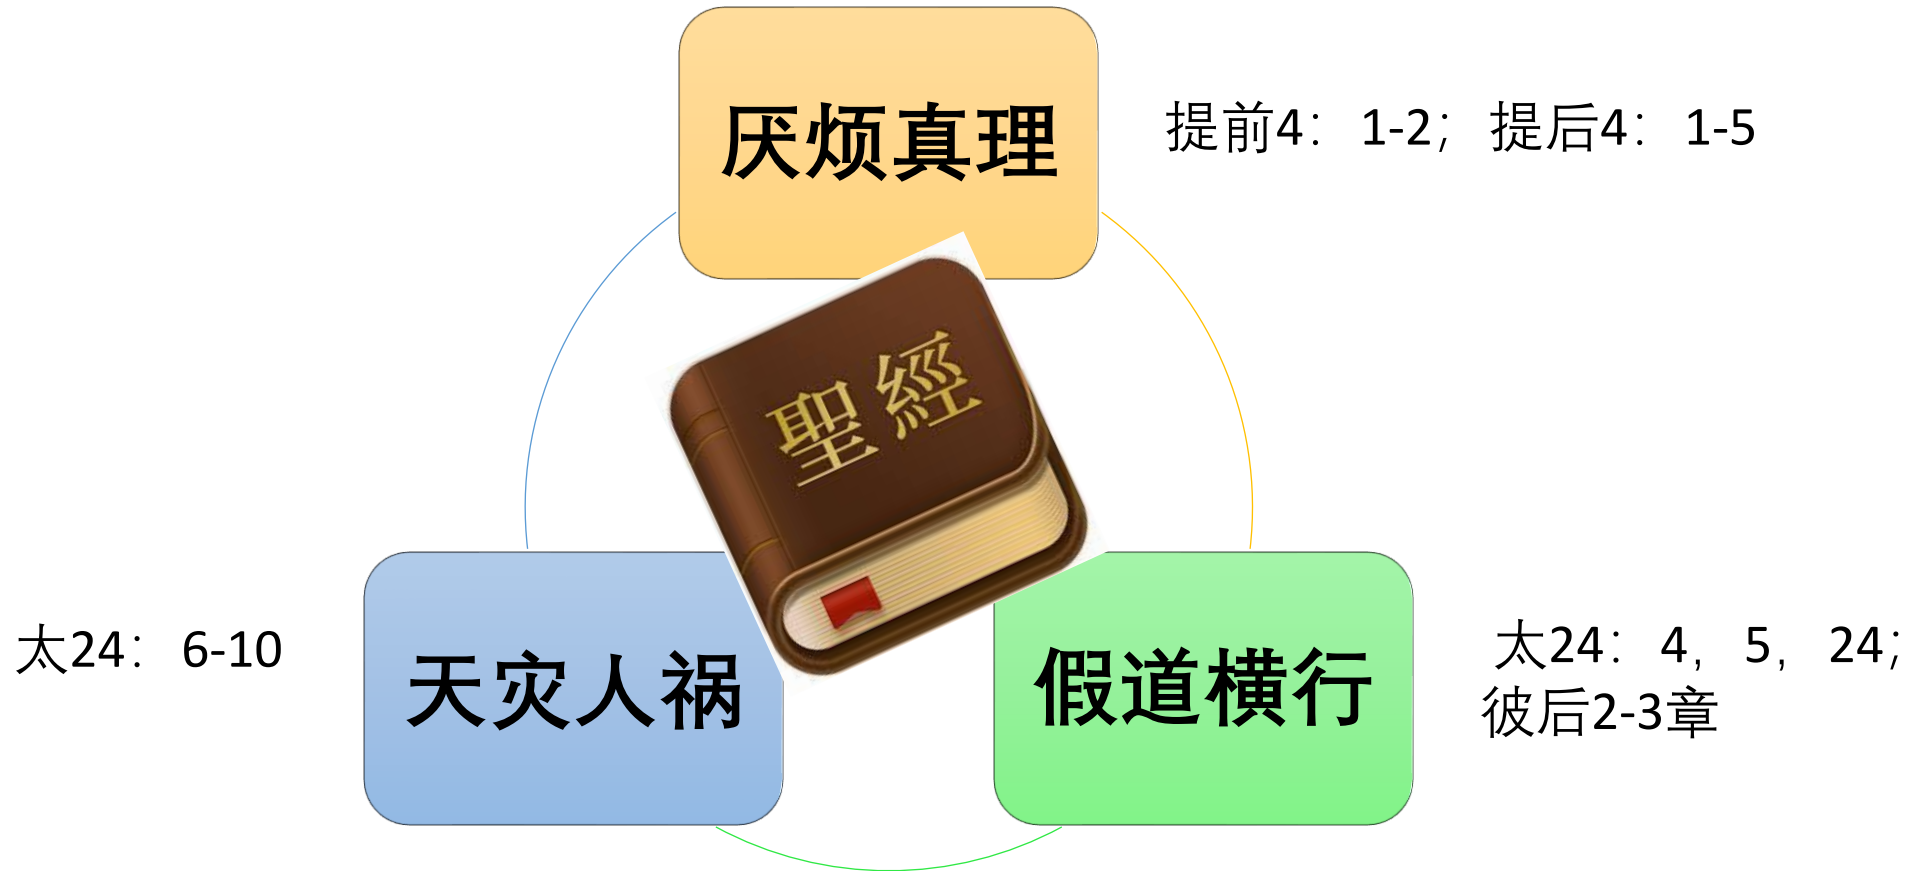 厌烦真理
提前4：1-2；提后4：1-5
聖經
太24：6-10
天灾人祸
假道横行
太24：4，5，24；
彼后2-3章